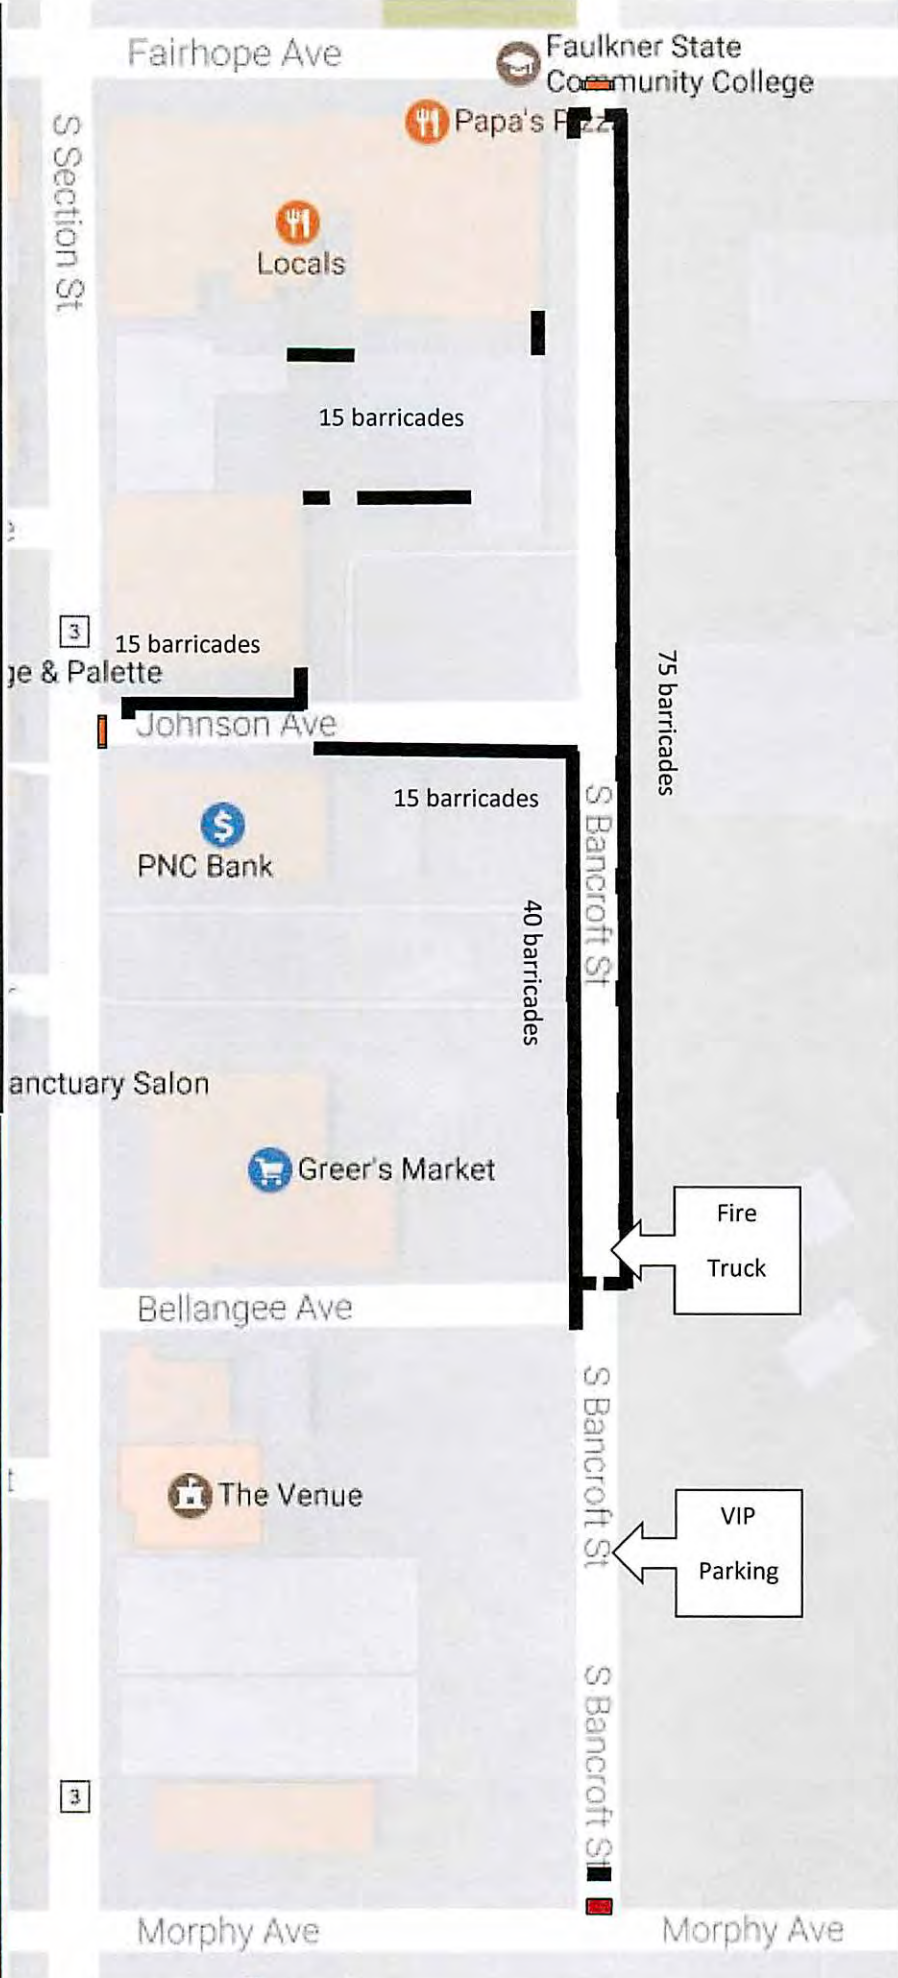 Fairhope Ave
Faulkner State
Community College
Papa's Pizz
S Section St
Locals
15 barricades
3
15 barricades
ge & Palette
Johnson Ave
75 barricades
15 barricades
S Bancroft St
PNC Bank
40 barricades
anctuary Salon
Greer's Market
Fire
Truck
Bellangee Ave
S Bancroft St
The Venue
VIP
Parking
S Bancroft St
3
Morphy Ave
Morphy Ave